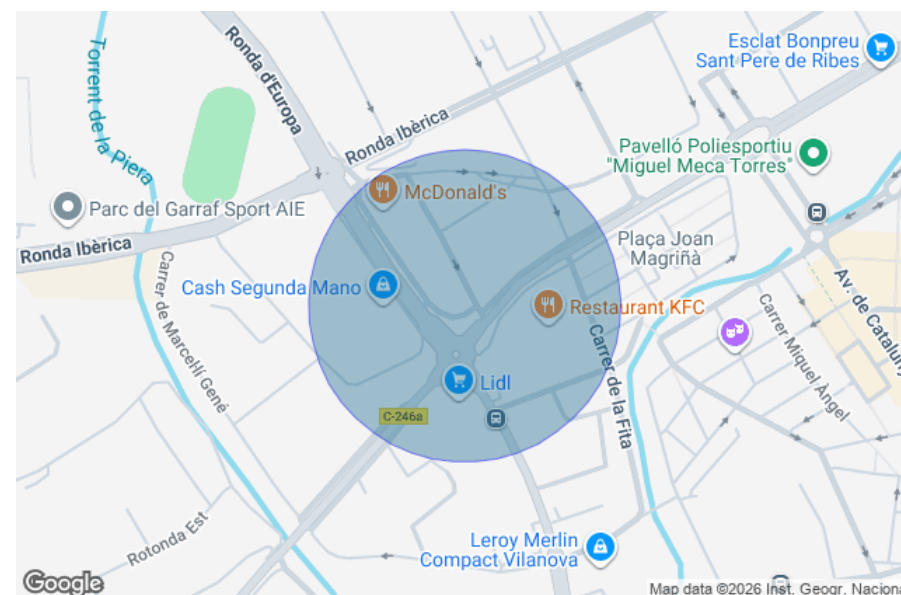 Esclat Bonpreu
Sant Pere de Ribes
Torrent de la Piera
Ronda d'Europa
Ronda Ibèrica
Pavelló Poliesportiu
"Miguel Meca Torres"
McDonald's
Parc del Garraf Sport AIE
Plaça Joan
Magriñà
Ronda Ibèrica
Cash Segunda Mano
Restaurant KFC
Av. de Cataluny
Carrer de Marcel·lí Gené
Carrer de la Fita
Carrer Miquel Àngel
Lidl
C-246a
Rotonda Est
Leroy Merlin
Compact Vilanova
Google
Map data ©2026 Inst. Geogr. Naciona